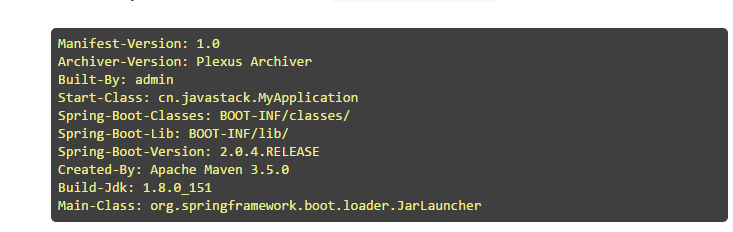 Manifest-Version: 1.0
Archiver-Version: Plexus Archiver
Built-By: admin
Start-Class: cn.javastack.MyApplication
Spring-Boot-Classes: BOOT-INF/classes/
Spring-Boot-Lib: BOOT-INF/lib/
Spring-Boot-Version: 2.0.4.RELEASE
Created-By: Apache Maven 3.5.0
Build-Jdk: 1.8.0_151
Main-Class: org.springframework.boot.loader.JarLauncher